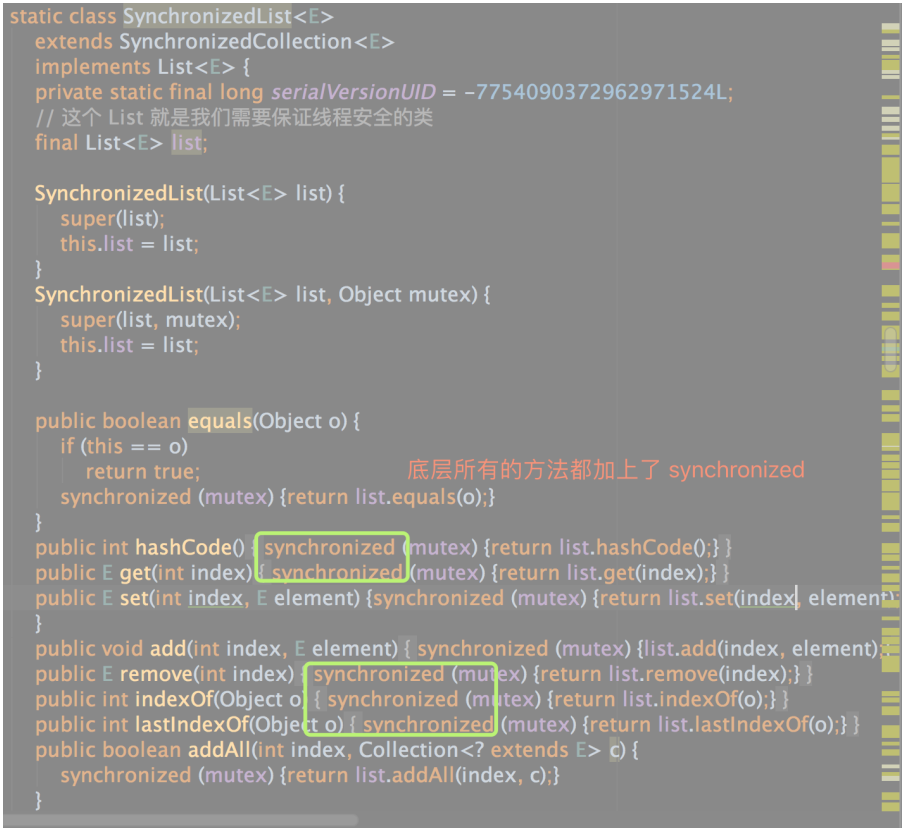 static class SynchronizedList<E>
extends SynchronizedCollection<E>
implements List<E> {
private static final long serialVersionUID = -7754090372962971524L;
// 这个 List 就是我们需要保证线程安全的类
final List<E> list;
SynchronizedList(List<E> list) {
super(list);
this.list = list;
}
SynchronizedList(List<E> list, Object mutex) {
super(list, mutex);
this.list = list;
}
public boolean equals(Object o) {
if (this == o)
return true;
底层所有的方法都加上了 synchronized
synchronized (mutex) {return list.equals(o);}
}
public int hashCode() { synchronized (mutex) {return list.hashCode();} }
public E get(int index) { synchronized (mutex) {return list.get(index);} }
public E set(int index, E element) {synchronized (mutex) {return list.set(index, element);
}
public void add(int index, E element) { synchronized (mutex) {list.add(index, element);}
public E remove(int index) { synchronized (mutex) {return list.remove(index);} }
public int indexOf(Object o) { synchronized (mutex) {return list.indexOf(o);} }
public int lastIndexOf(Object o) { synchronized (mutex) {return list.lastIndexOf(o);} }
public boolean addAll(int index, Collection<? extends E> c) {
synchronized (mutex) {return list.addAll(index, c);}
}